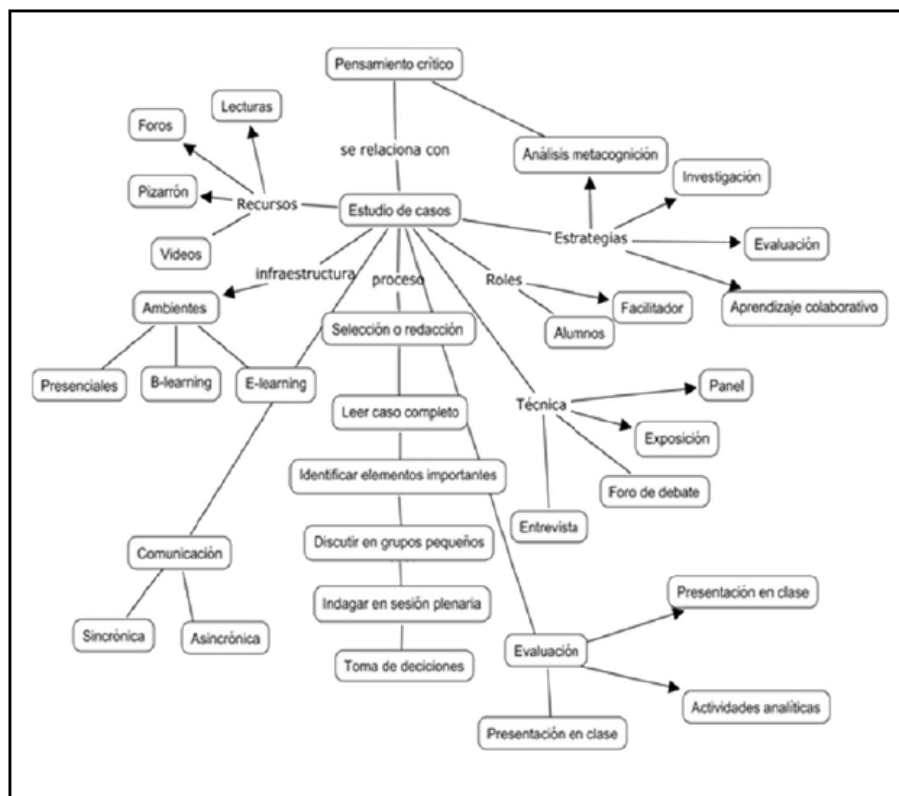 Pensamiento crítico
Lecturas
Foros
se relaciona con
Análisis metacognición
Investigación
Pizarrón
Recursos
Estudio de casos
Estrategias
Evaluación
Videos
infraestructura
proceso
Roles
Ambientes
Facilitador
Aprendizaje colaborativo
Selección o redacción
Alumnos
Presenciales
B-learning
E-learning
Panel
Técnica
Leer caso completo
Exposición
Identificar elementos importantes
Foro de debate
Entrevista
Comunicación
Discutir en grupos pequeños
Presentación en clase
Indagar en sesión plenaria
Sincrónica
Asincrónica
Evaluación
Toma de deciciones
Actividades analíticas
Presentación en clase